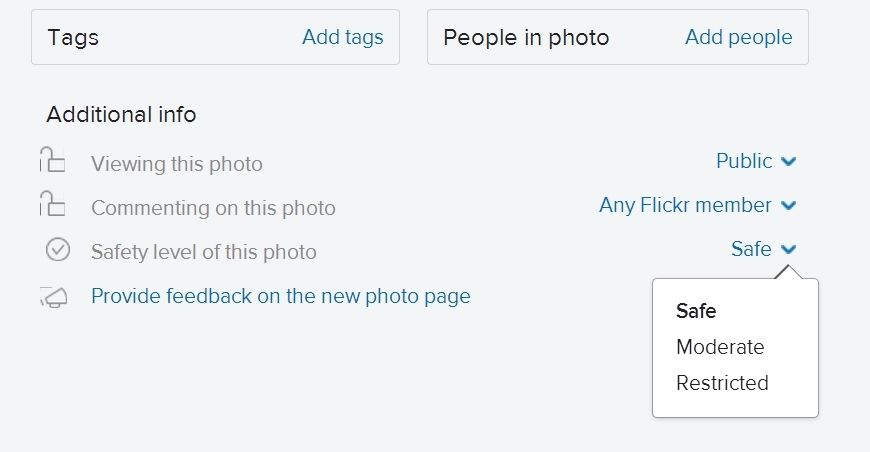 Tags Add tags People in photo Add people
Additional info
Viewing this photo Public
Commenting on this photo Any Flickr member
Safety level of this photo Safe
Provide feedback on the new photo page
Safe
Moderate
Restricted